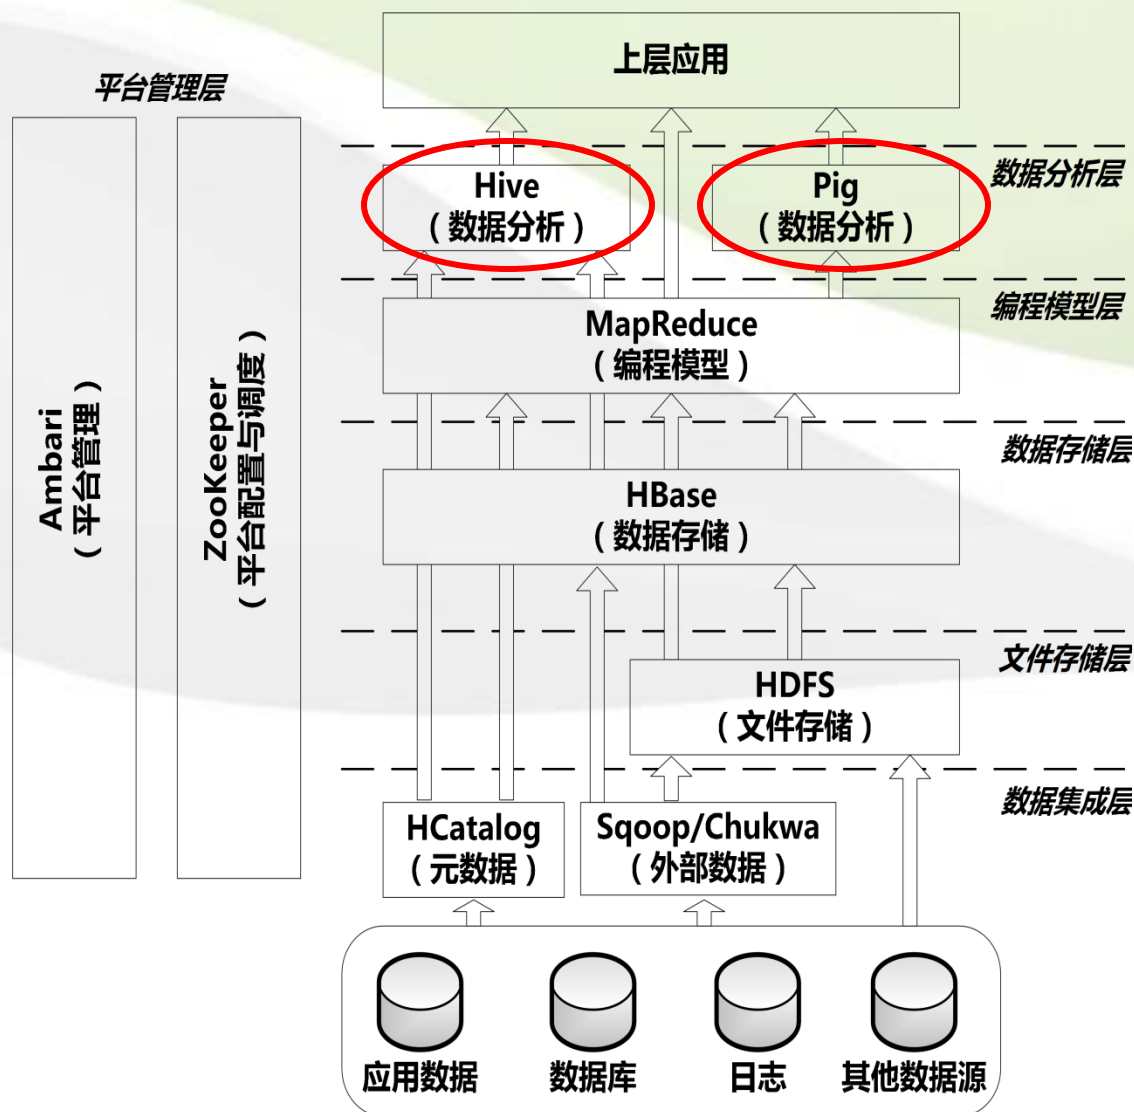 上层应用
平台管理层
Hive
（数据分析）
Pig
（数据分析）
数据分析层
MapReduce
（编程模型）
编程模型层
Ambari
（平台管理）
ZooKeeper
（平台配置与调度）
数据存储层
HBase
（数据存储）
文件存储层
HDFS
（文件存储）
数据集成层
HCatalog
（元数据）
Sqoop/Chukwa
（外部数据）
应用数据
数据库
日志
其他数据源